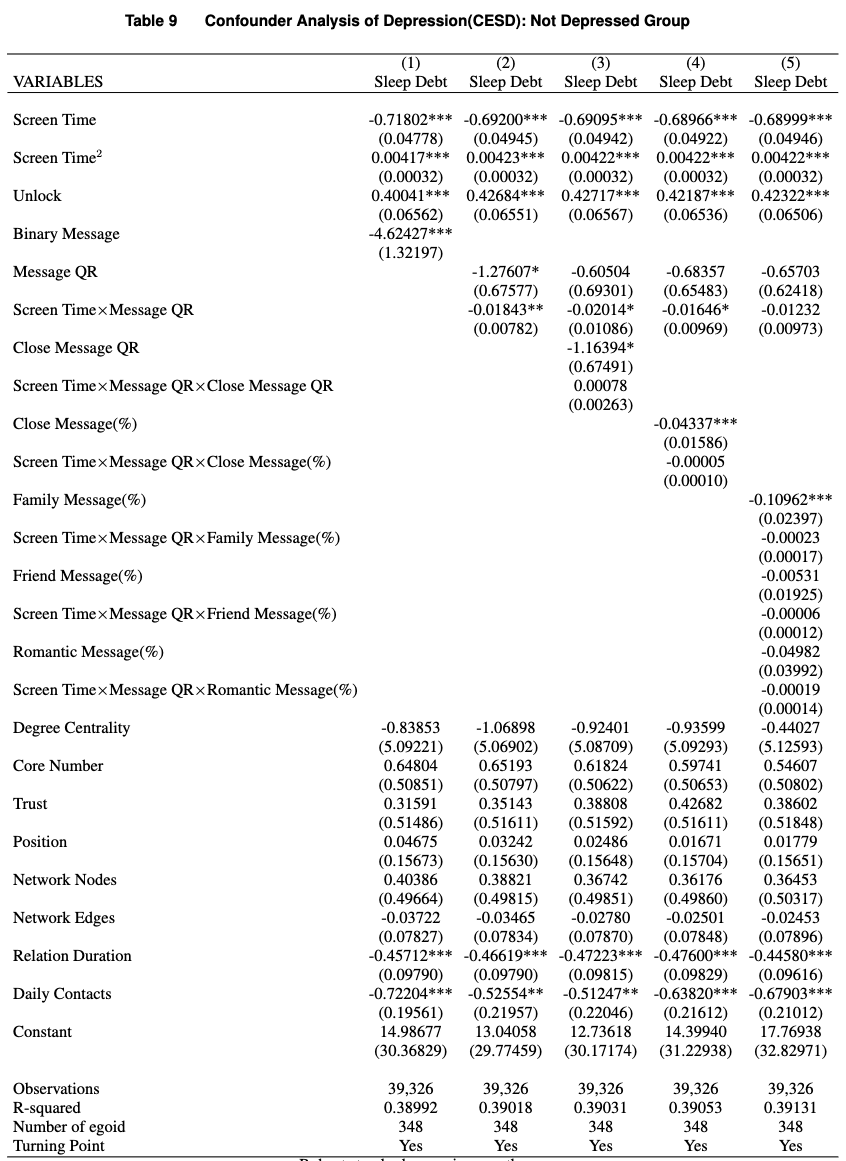 Table 9 Confounder Analysis of Depression(CESD): Not Depressed Group
(1) (2) (3) (4) (5)
VARIABLES Sleep Debt Sleep Debt Sleep Debt Sleep Debt Sleep Debt
Screen Time -0.71802*** -0.69200*** -0.69095*** -0.68966*** -0.68999***
(0.04778) (0.04945) (0.04942) (0.04922) (0.04946)
Screen Time² 0.00417*** 0.00423*** 0.00422*** 0.00422*** 0.00422***
(0.00032) (0.00032) (0.00032) (0.00032) (0.00032)
Unlock 0.40041*** 0.42684*** 0.42717*** 0.42187*** 0.42322***
(0.06562) (0.06551) (0.06567) (0.06536) (0.06506)
Binary Message -4.62427***
(1.32197)
Message QR -1.27607* -0.60504 -0.68357 -0.65703
(0.67577) (0.69301) (0.65483) (0.62418)
Screen Time×Message QR -0.01843** -0.02014* -0.01646* -0.01232
(0.00782) (0.01086) (0.00969) (0.00973)
Close Message QR -1.16394*
(0.67491)
Screen Time×Message QR×Close Message QR 0.00078
(0.00263)
Close Message(%) -0.04337***
(0.01586)
Screen Time×Message QR×Close Message(%) -0.00005
(0.00010)
Family Message(%) -0.10962***
(0.02397)
Screen Time×Message QR×Family Message(%) -0.00023
(0.00017)
Friend Message(%) -0.00531
(0.01925)
Screen Time×Message QR×Friend Message(%) -0.00006
(0.00012)
Romantic Message(%) -0.04982
(0.03992)
Screen Time×Message QR×Romantic Message(%) -0.00019
(0.00014)
Degree Centrality -0.83853 -1.06898 -0.92401 -0.93599 -0.44027
(5.09221) (5.06902) (5.08709) (5.09293) (5.12593)
Core Number 0.64804 0.65193 0.61824 0.59741 0.54607
(0.50851) (0.50797) (0.50622) (0.50653) (0.50802)
Trust 0.31591 0.35143 0.38808 0.42682 0.38602
(0.51486) (0.51611) (0.51592) (0.51611) (0.51848)
Position 0.04675 0.03242 0.02486 0.01671 0.01779
(0.15673) (0.15630) (0.15648) (0.15704) (0.15651)
Network Nodes 0.40386 0.38821 0.36742 0.36176 0.36453
(0.49664) (0.49815) (0.49851) (0.49860) (0.50317)
Network Edges -0.03722 -0.03465 -0.02780 -0.02501 -0.02453
(0.07827) (0.07834) (0.07870) (0.07848) (0.07896)
Relation Duration -0.45712*** -0.46619*** -0.47223*** -0.47600*** -0.44580***
(0.09790) (0.09790) (0.09815) (0.09829) (0.09616)
Daily Contacts -0.72204*** -0.52554** -0.51247** -0.63820*** -0.67903***
(0.19561) (0.21957) (0.22046) (0.21612) (0.21012)
Constant 14.98677 13.04058 12.73618 14.39940 17.76938
(30.36829) (29.77459) (30.17174) (31.22938) (32.82971)
Observations 39,326 39,326 39,326 39,326 39,326
R-squared 0.38992 0.39018 0.39031 0.39053 0.39131
Number of egoid 348 348 348 348 348
Turning Point Yes Yes Yes Yes Yes